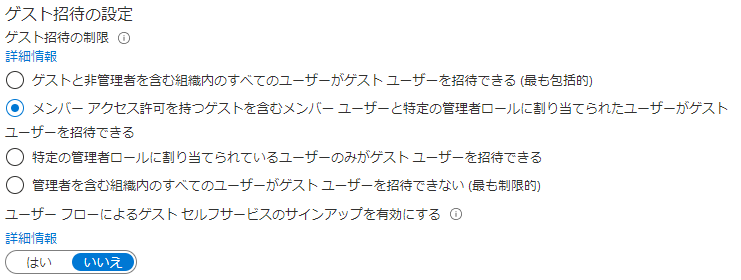 ゲスト招待の設定
ゲスト招待の制限
詳細情報
ゲストと非管理者を含む組織内のすべてのユーザーがゲスト ユーザーを招待できる (最も包括的)
メンバー アクセス許可を持つゲストを含むメンバー ユーザーと特定の管理者ロールに割り当てられたユーザーがゲスト
ユーザーを招待できる
特定の管理者ロールに割り当てられているユーザーのみがゲスト ユーザーを招待できる
管理者を含む組織内のすべてのユーザーがゲスト ユーザーを招待できない (最も制限的)
ユーザー フローによるゲスト セルフサービスのサインアップを有効にする
詳細情報
はい いいえ